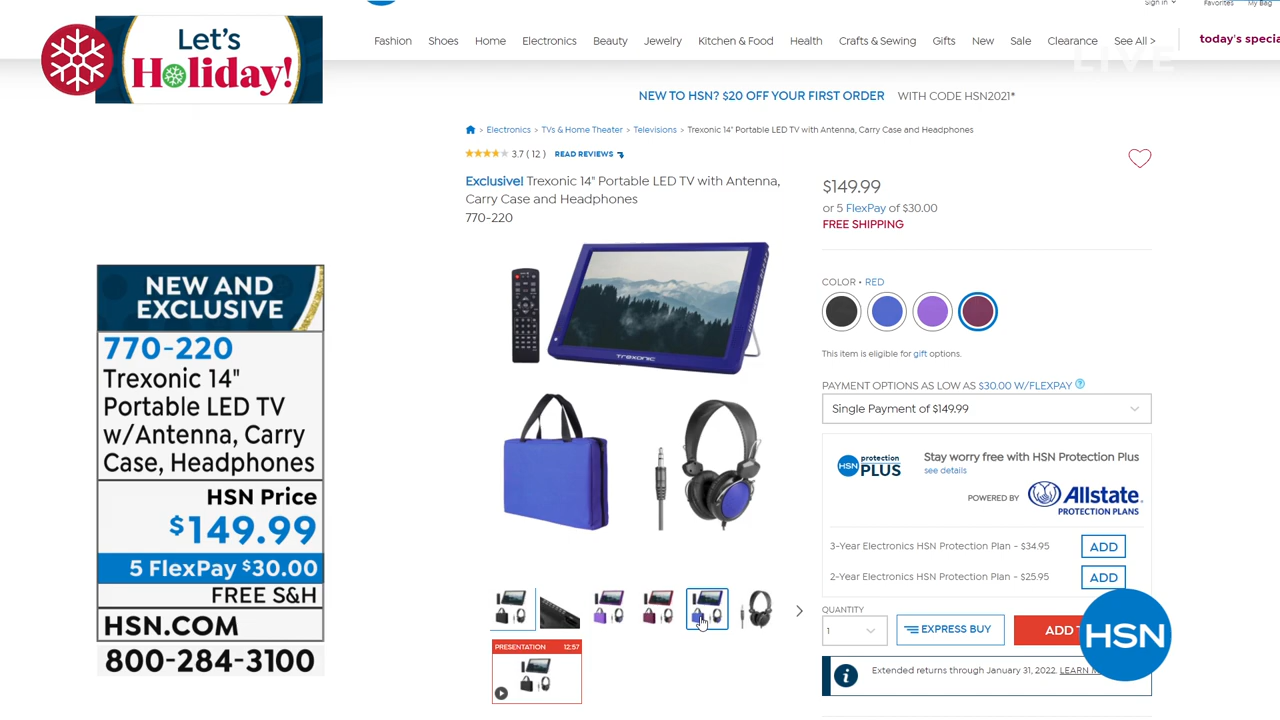 Sign in
Favorites
My Bag
Let's
Holiday!
Fashion Shoes Home Electronics Beauty Jewelry Kitchen & Food Health Crafts & Sewing Gifts New Sale Clearance See All >
today's specia
LIVE
NEW TO HSN? $20 OFF YOUR FIRST ORDER WITH CODE HSN2021*
> Electronics > TVs & Home Theater > Televisions > Trexonic 14" Portable LED TV with Antenna, Carry Case and Headphones
3.7 ( 12 ) READ REVIEWS
Exclusive! Trexonic 14" Portable LED TV with Antenna,
Carry Case and Headphones
770-220
TREXONIC
$149.99
or 5 FlexPay of $30.00
FREE SHIPPING
COLOR • RED
This item is eligible for gift options.
PAYMENT OPTIONS AS LOW AS $30.00 W/FLEXPAY ?
Single Payment of $149.99
HSN protection PLUS
Stay worry free with HSN Protection Plus
see details
POWERED BY Allstate
PROTECTION PLANS
3-Year Electronics HSN Protection Plan - $34.95 ADD
2-Year Electronics HSN Protection Plan - $25.95 ADD
QUANTITY
1
EXPRESS BUY
ADD T
HSN
Extended returns through January 31, 2022. LEARN
PRESENTATION 12:57
NEW AND
EXCLUSIVE
770-220
Trexonic 14"
Portable LED TV
w/Antenna, Carry
Case, Headphones
HSN Price
$149.99
5 FlexPay $30.00
FREE S&H
HSN.COM
800-284-3100